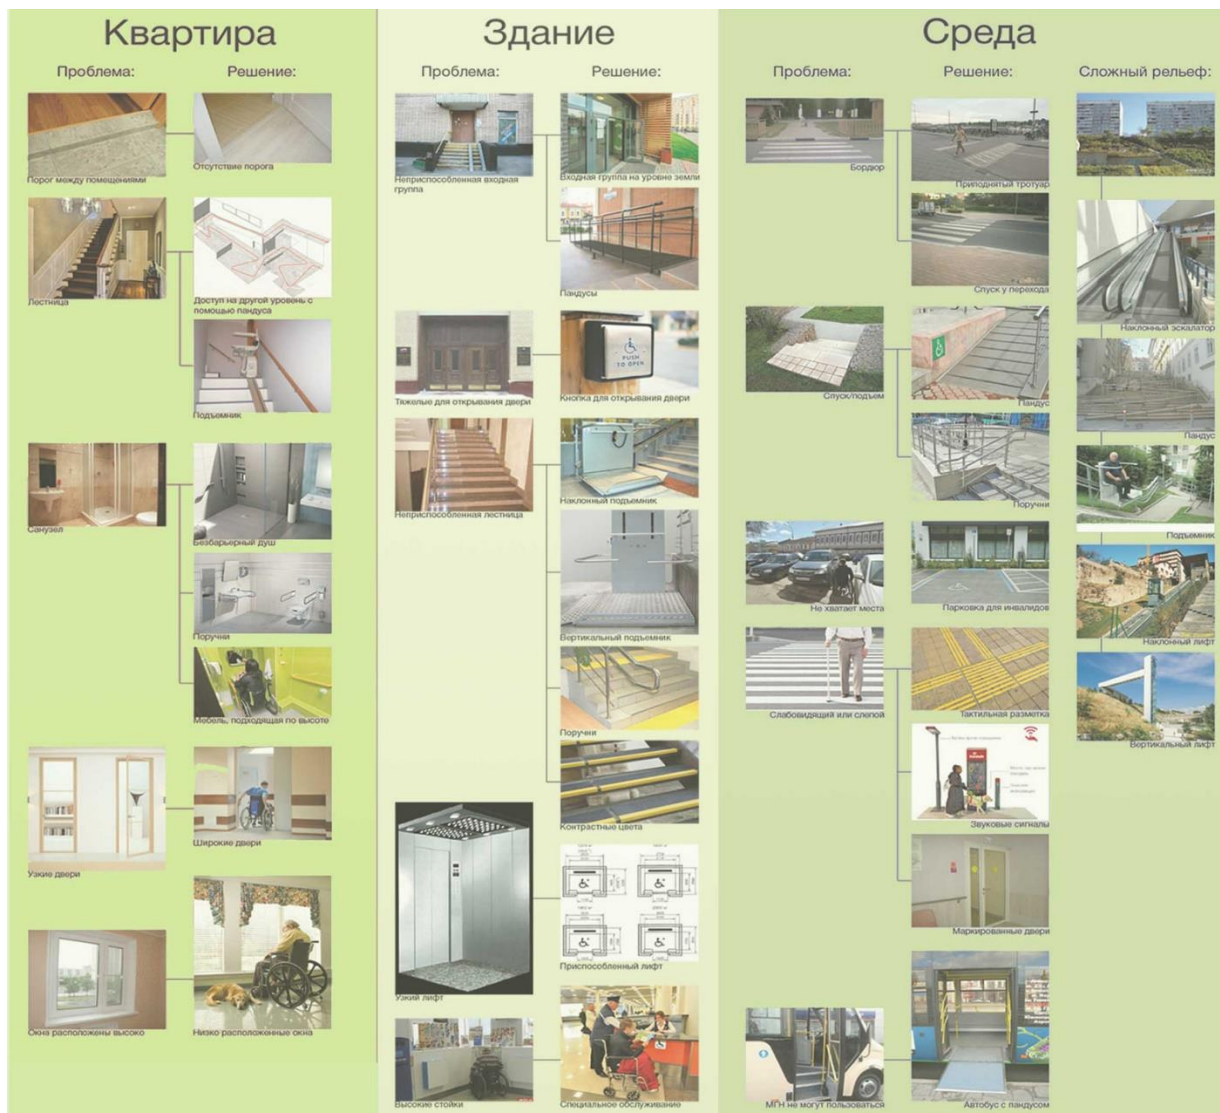 Квартира
Проблема:
Решение:
Порог между помещениями
Отсутствие порога
Лестница
Доступ на другой уровень с
помощью пандуса
Подъемник
Санузел
Безбарьерный душ
Поручни
Мебель, подходящая по высоте
Узкие двери
Широкие двери
Окна расположены высоко
Низко расположенные окна
Здание
Проблема:
Решение:
Неприспособленная входная
группа
Входная группа на уровне земли
Пандусы
Тяжелые для открывания двери
PUSH
TO OPEN
Кнопка для открывания двери
Неприспособленная лестница
Наклонный подъемник
Вертикальный подъемник
Поручни
Контрастные цвета
Узкий лифт
Приспособленный лифт
Высокие стойки
Специальное обслуживание
Среда
Проблема:
Решение:
Сложный рельеф:
Бордюр
Приподнятый тротуар
Спуск у перехода
Спуск/подъем
Пандус
Поручни
Не хватает места
Парковка для инвалидов
Слабовидящий или слепой
Тактильная разметка
Звуковые сигналы
Маркированные двери
МГН не могут пользоваться
Автобус с пандусом
Наклонный эскалатор
Пандус
Подъемник
Наклонный лифт
Вертикальный лифт